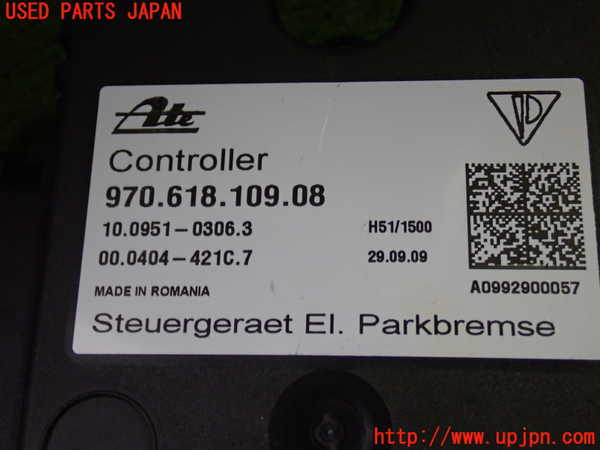 USED PARTS JAPAN
Ate
Controller
970.618.109.08
10.0951-0306.3
H51/1500
00.0404-421C.7
29.09.09
MADE IN ROMANIA
A0992900057
Steuergeraet El. Parkbremse
http://www.upjpn.com